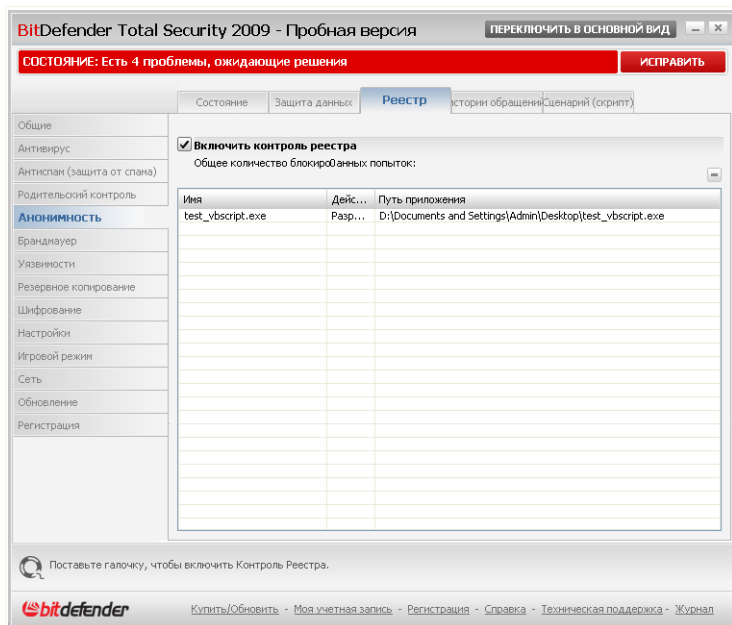 BitDefender Total Security 2009 - Пробная версия
ПЕРЕКЛЮЧИТЬ В ОСНОВНОЙ ВИД
СОСТОЯНИЕ: Есть 4 проблемы, ожидающие решения
ИСПРАВИТЬ
Состояние
Защита данных
Реестр
истории обращени
Сценарий (скрипт)
Общие
Антивирус
Антиспам (защита от спама)
Родительский контроль
Анонимность
Брандмауер
Уязвимости
Резервное копирование
Шифрование
Настройки
Игровой режим
Сеть
Обновление
Регистрация
Включить контроль реестра
Общее количество блокиро0анных попыток:
Имя Дейс... Путь приложения
test_vbscript.exe Разр... D:\Documents and Settings\Admin\Desktop\test_vbscript.exe
Поставьте галочку, чтобы включить Контроль Реестра.
bitdefender
Купить/Обновить - Моя учетная запись - Регистрация - Справка - Техническая поддержка - Журнал